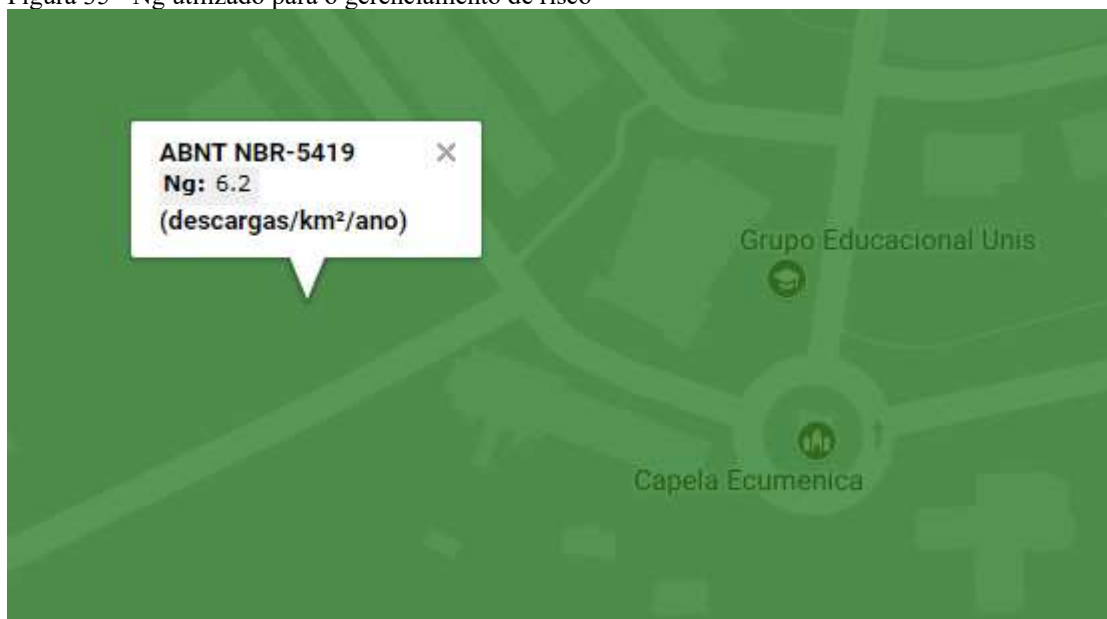 Figura 35 - Ng utilizado para o gerenciamento de risco
ABNT NBR-5419
Ng: 6.2
(descargas/km²/ano)
Grupo Educacional Unis
Capela Ecumenica